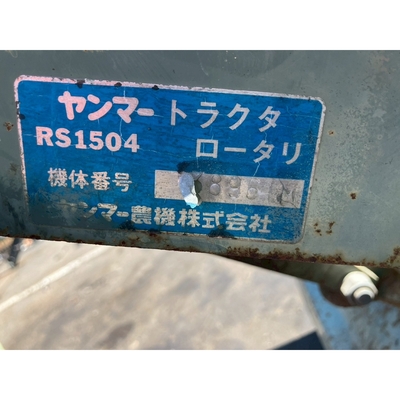 ヤンマートラクタ
RS1504 ロータリ
機体番号
ヤンマー農機株式会社